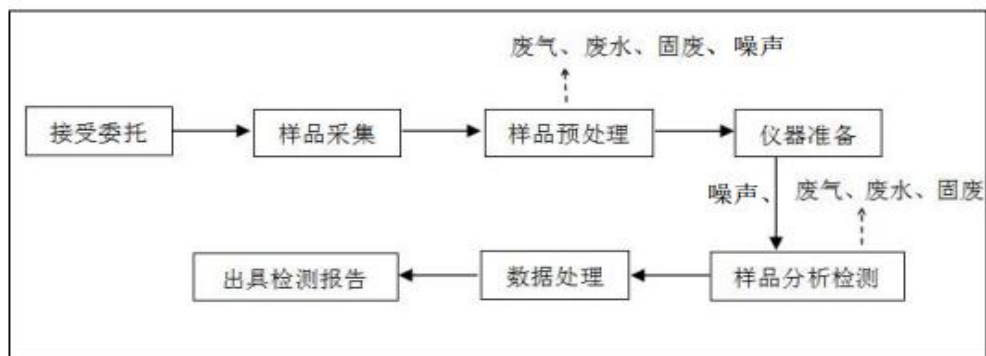 废气、废水、固废、噪声
接受委托
样品采集
样品预处理
仪器准备
噪声、废气、废水、固废
出具检测报告
数据处理
样品分析检测